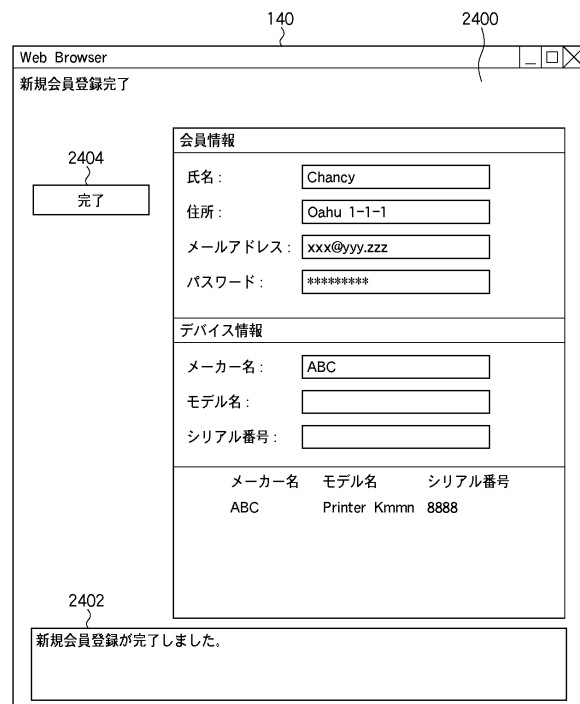 140
2400
Web Browser
新規会員登録完了
会員情報
2404
完了
氏名 : Chancy
住所 : Oahu 1-1-1
メールアドレス : xxx@yyy.zzz
パスワード : *********
デバイス情報
メーカー名 : ABC
モデル名 :
シリアル番号 :
メーカー名 モデル名 シリアル番号
ABC Printer Kmmn 8888
2402
新規会員登録が完了しました。